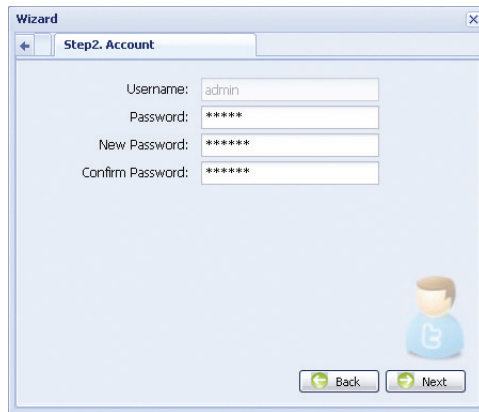 Wizard
Step2. Account
Username: admin
Password: *****
New Password: ******
Confirm Password: ******
Back Next